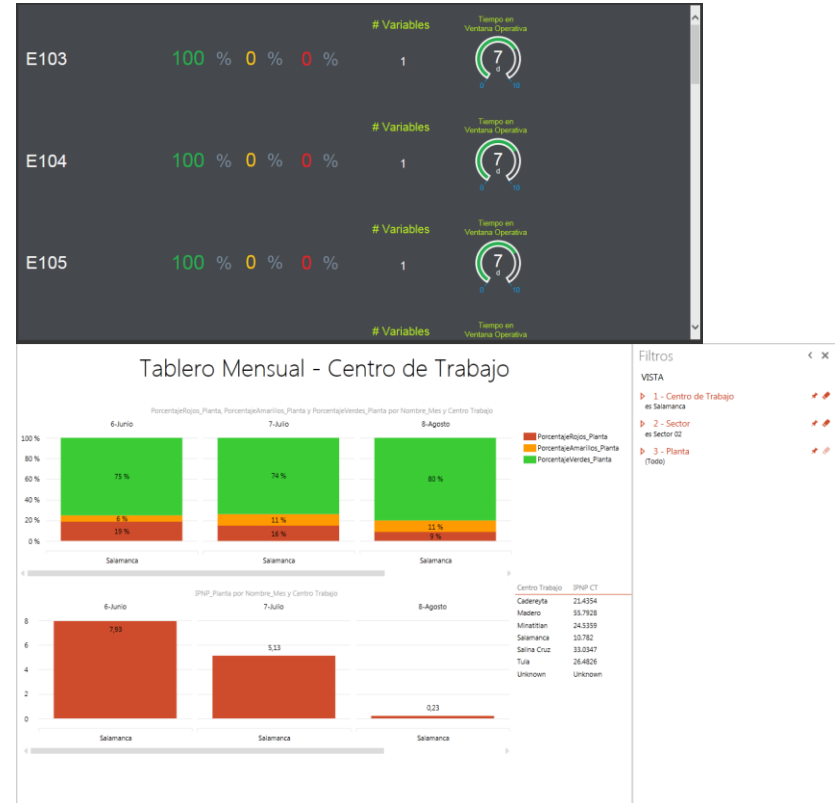 # Variables
Tiempo en
Ventana Operativa
E103 100 % 0 % 0 % 1 7
d
0 10
# Variables
Tiempo en
Ventana Operativa
E104 100 % 0 % 0 % 1 7
d
0 10
# Variables
Tiempo en
Ventana Operativa
E105 100 % 0 % 0 % 1 7
d
0 10
# Variables
Tiempo en
Ventana Operativa
Tablero Mensual - Centro de Trabajo
PorcentajeRojos_Planta, PorcentajeAmarillos_Planta y PorcentajeVerdes_Planta por Nombre_Mes y Centro Trabajo
6-Junio 7-Julio 8-Agosto
100 %
80 %
60 %
40 %
20 %
0 %
75 % 74 % 80 %
6 % 11 % 11 %
19 % 16 % 9 %
Salamanca Salamanca Salamanca
PorcentajeRojos_Planta
PorcentajeAmarillos_Planta
PorcentajeVerdes_Planta
IPNP_Planta por Nombre_Mes y Centro Trabajo
6-Junio 7-Julio 8-Agosto
8
6
4
2
0
7,93 5,13 0,23
Salamanca Salamanca Salamanca
Centro Trabajo IPNP CT
Cadereyta 21.4354
Madero 55.7928
Minatitlan 24.5359
Salamanca 10.782
Salina Cruz 33.0347
Tula 26.4826
Unknown Unknown
Filtros
VISTA
1 - Centro de Trabajo
es Salamanca
2 - Sector
es Sector 02
3 - Planta
(Todo)